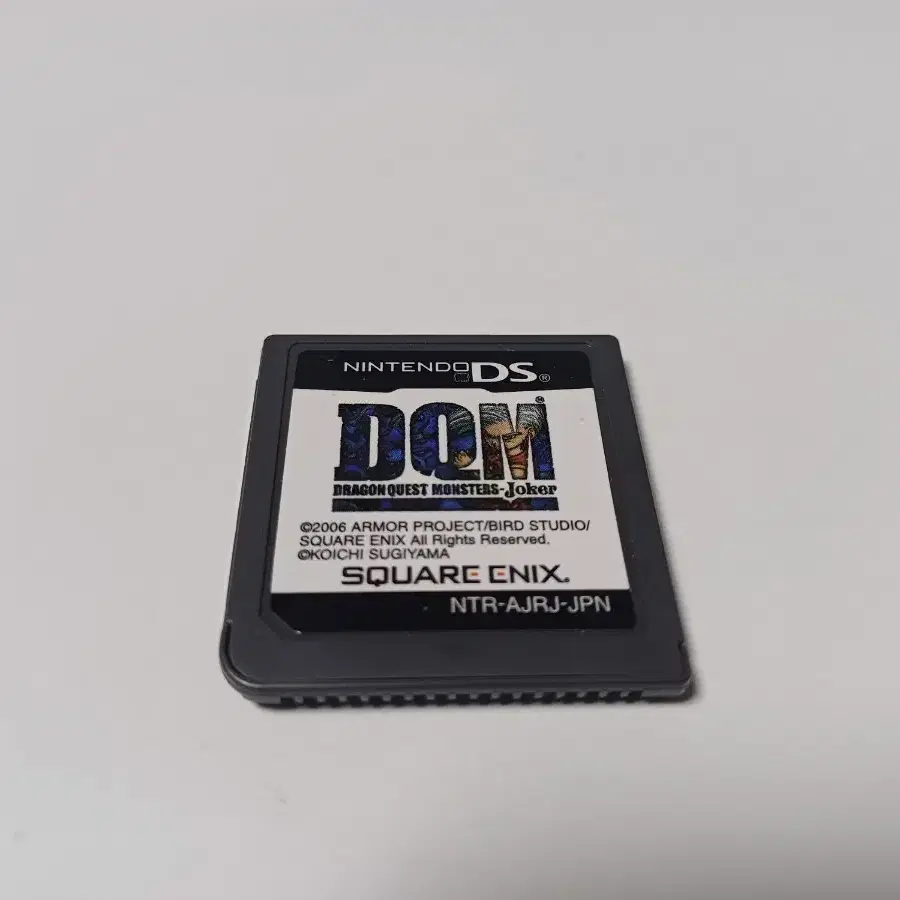 NINTENDO DS®
DQM®
DRAGON QUEST MONSTERS-Joker
©2006 ARMOR PROJECT/BIRD STUDIO/
SQUARE ENIX All Rights Reserved.
©KOICHI SUGIYAMA
SQUARE ENIX.
NTR-AJRJ-JPN